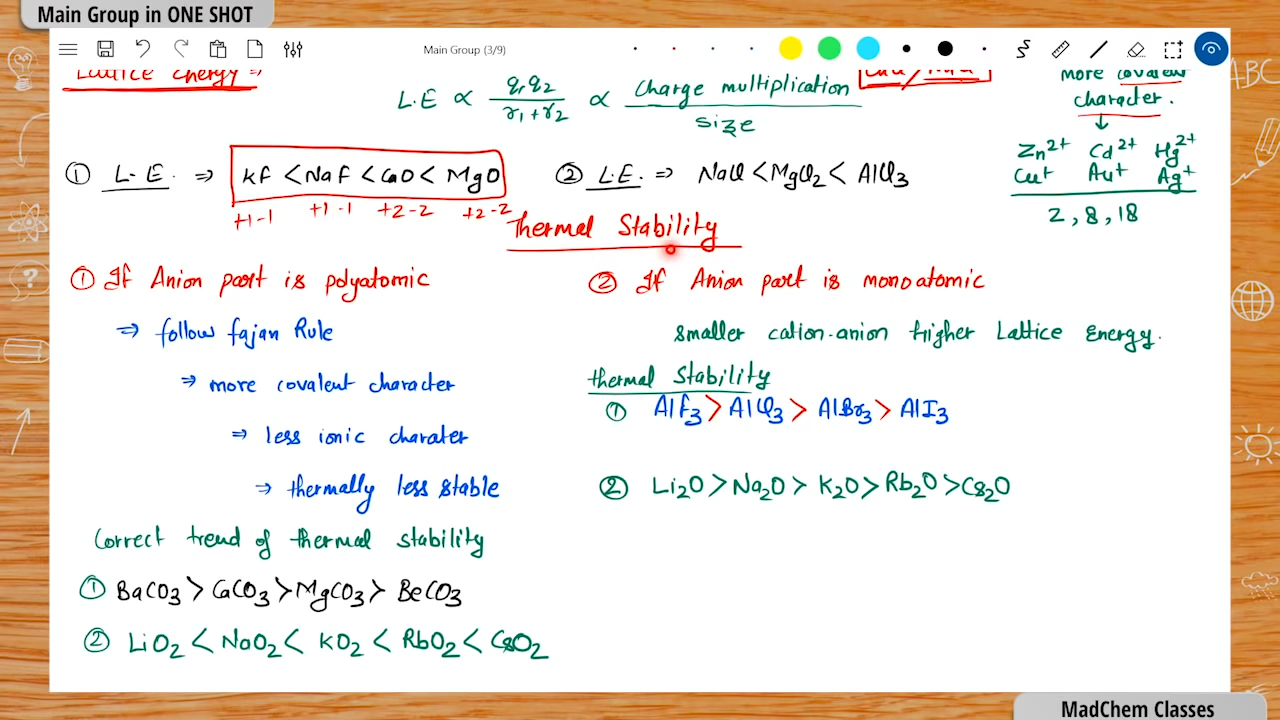 Main Group in ONE SHOT
Main Group (3/9)
Lattice Energy ⇒
L.E ∝ q1q2 / r1+r2 ∝ Charge multiplication / size
more covalent
character.
↓
Zn2+ Cd2+ Hg2+
Cu+ Au+ Ag+
2, 8, 18
① L.E. ⇒ KF < NaF < CaO < MgO
+1-1 +1-1 +2-2 +2-2
② L.E. ⇒ NaCl < MgCl2 < AlCl3
Thermal Stability
① If Anion part is polyatomic
⇒ follow fajan Rule
⇒ more covalent character
⇒ less ionic charater
⇒ thermally less stable
Correct trend of thermal stability
① BaCO3 > CaCO3 > MgCO3 > BeCO3
② LiO2 < NaO2 < KO2 < RbO2 < CsO2
② If Anion part is monoatomic
smaller cation-anion higher Lattice Energy.
thermal Stability
① AlF3 > AlCl3 > AlBr3 > AlI3
② Li2O > Na2O > K2O > Rb2O > Cs2O
ABC
MadChem Classes